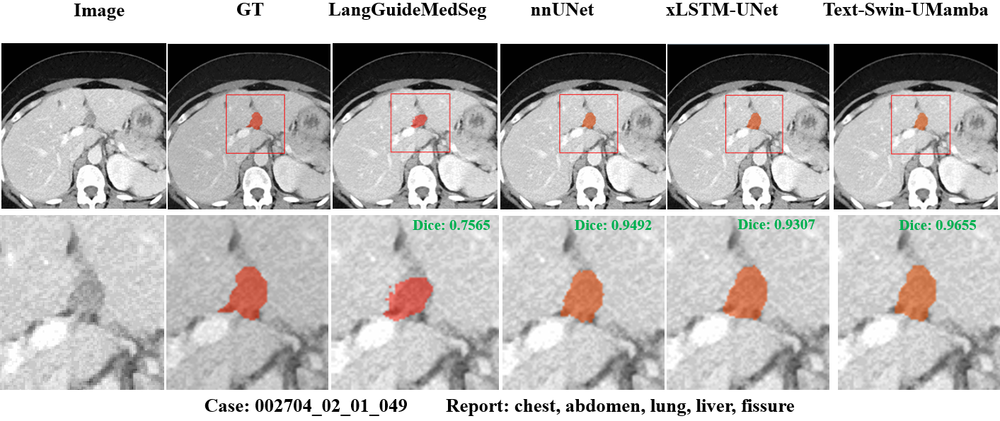 Image GT LangGuideMedSeg nnUNet xLSTM-UNet Text-Swin-UMamba
Dice: 0.7565 Dice: 0.9492 Dice: 0.9307 Dice: 0.9655
Case: 002704_02_01_049 Report: chest, abdomen, lung, liver, fissure